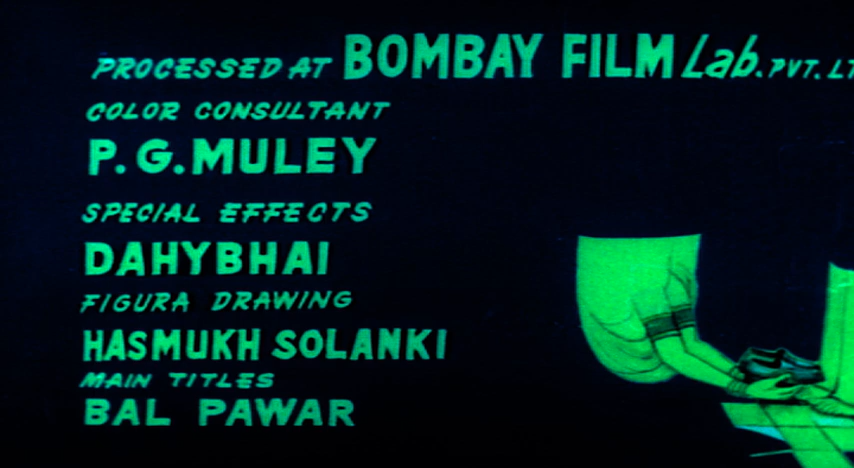 PROCESSED AT BOMBAY FILM Lab. PVT. LT
COLOR CONSULTANT
P.G.MULEY
SPECIAL EFFECTS
DAHYBHAI
FIGURA DRAWING
HASMUKH SOLANKI
MAIN TITLES
BAL PAWAR